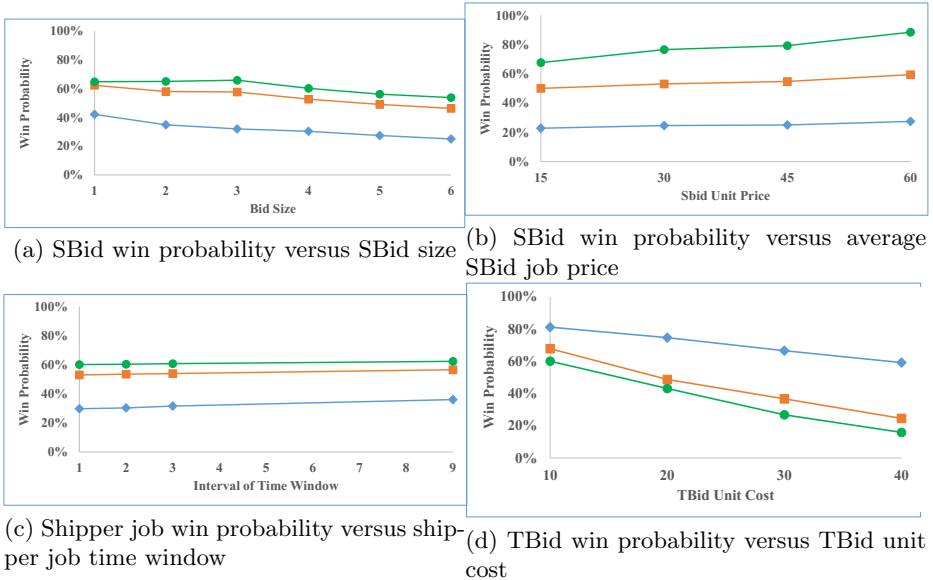 100%
80%
60%
40%
20%
0%
Win Probability
1 2 3 4 5 6
Bid Size
(a) SBid win probability versus SBid size
100%
80%
60%
40%
20%
0%
Win Probability
15 30 45 60
Sbid Unit Price
(b) SBid win probability versus average
SBid job price
100%
80%
60%
40%
20%
0%
Win Probability
1 2 3 4 5 6 7 8 9
Interval of Time Window
(c) Shipper job win probability versus ship-
per job time window
100%
80%
60%
40%
20%
0%
Win Probability
10 20 30 40
TBid Unit Cost
(d) TBid win probability versus TBid unit
cost